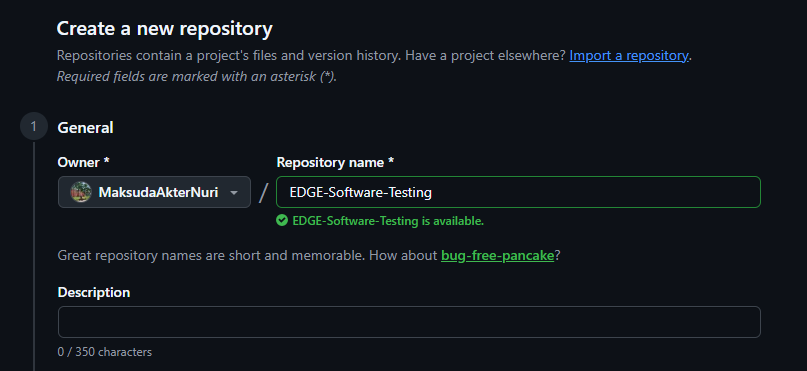 Create a new repository
Repositories contain a project's files and version history. Have a project elsewhere? Import a repository.
Required fields are marked with an asterisk (*).
1 General
Owner * Repository name *
MaksudaAkterNuri / EDGE-Software-Testing
EDGE-Software-Testing is available.
Great repository names are short and memorable. How about bug-free-pancake?
Description
0 / 350 characters